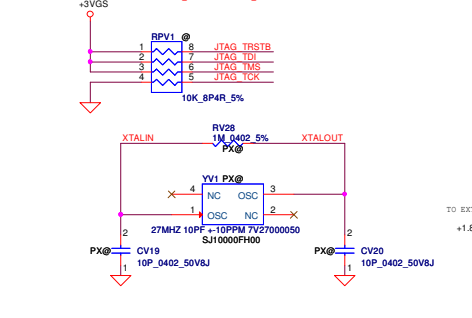 +3VGS
RPV1 @
1 8 JTAG_TRSTB
2 7 JTAG_TDI
3 6 JTAG_TMS
4 5 JTAG_TCK
10K_8P4R_5%
RV28
XTALIN 1M_0402_5% XTALOUT
PX@
YV1 PX@
4 NC OSC 3
1 OSC NC 2
TO EX
27MHZ 10PF +-10PPM 7V27000050
+1.8
SJ10000FH00
2 2
PX@ CV19 PX@ CV20
1 10P_0402_50V8J 1 10P_0402_50V8J